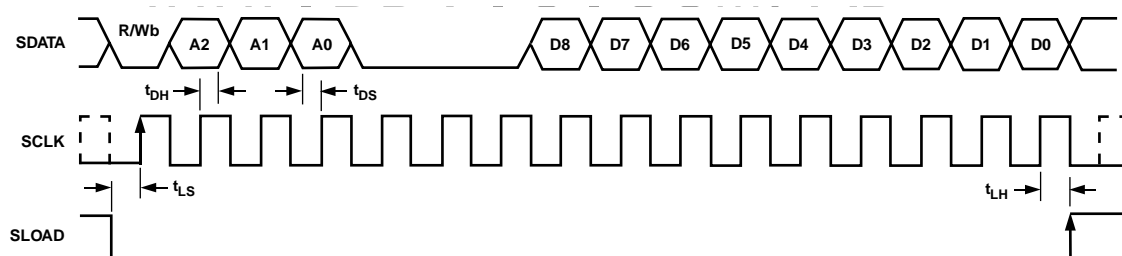 R/Wb
SDATA A2 A1 A0 D8 D7 D6 D5 D4 D3 D2 D1 D0
tDH tDS
SCLK
tLS tLH
SLOAD